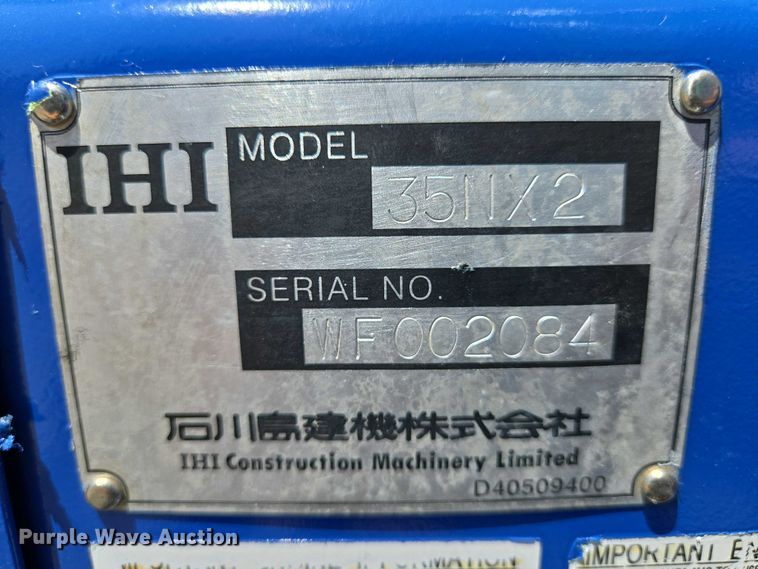 IHI
MODEL
35NX2
SERIAL NO.
WF002084
石川島建機株式会社
IHI Construction Machinery Limited
D40509400
Purple Wave Auction
IMPORTANT EN